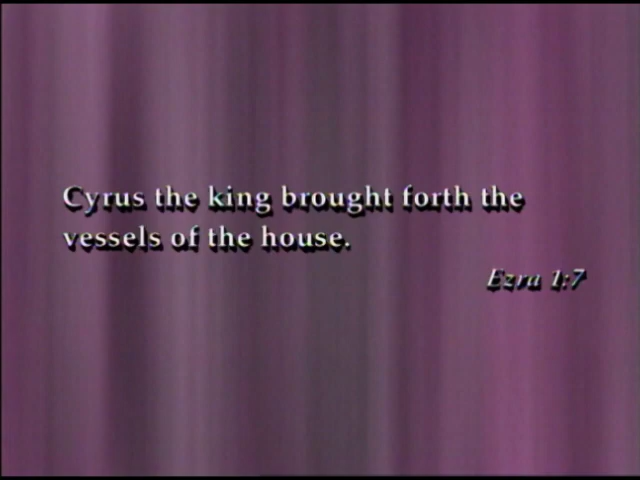 Cyrus the king brought forth the
vessels of the house.
Ezra 1:7